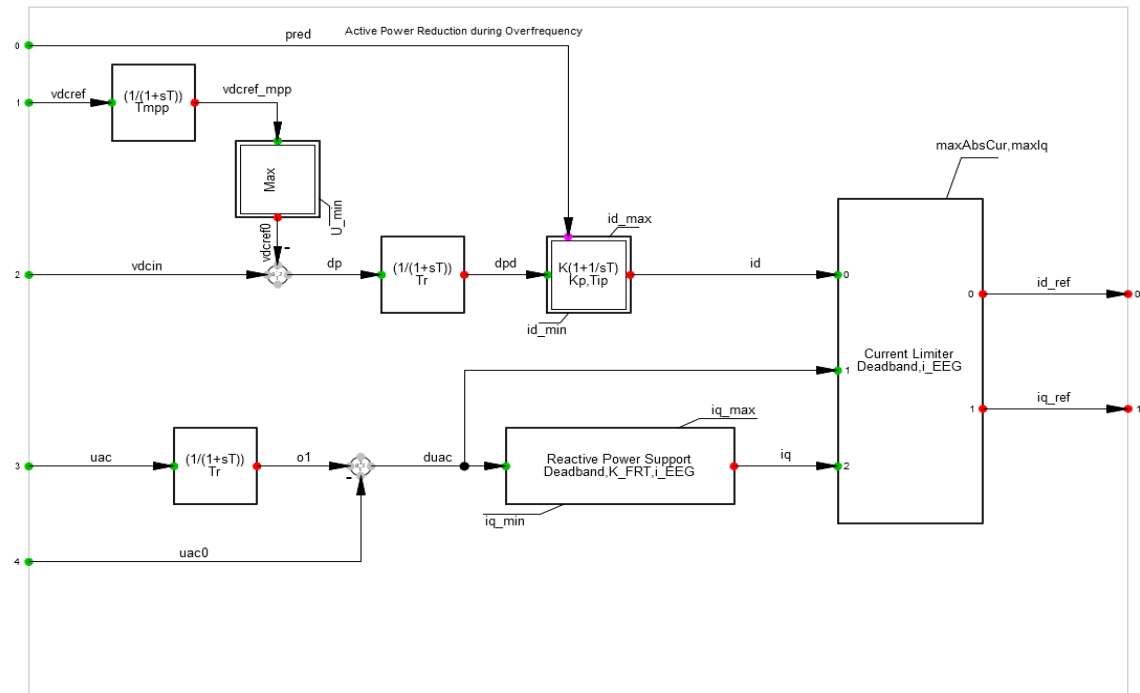 pred
Active Power Reduction during Overfrequency
0
vdcref
1
(1/(1+sT))
Tmpp
vdcref_mpp
maxAbsCur,maxIq
Max
U_min
vdcref0
-
id_max
2
vdcin
dp
(1/(1+sT))
Tr
dpd
K(1+1/sT)
Kp,Tip
id
0
id_min
0
id_ref
0
Current Limiter
Deadband,i_EEG
1
1
iq_ref
1
iq_max
3
uac
(1/(1+sT))
Tr
o1
-
duac
Reactive Power Support
Deadband,K_FRT,i_EEG
iq
2
iq_min
4
uac0